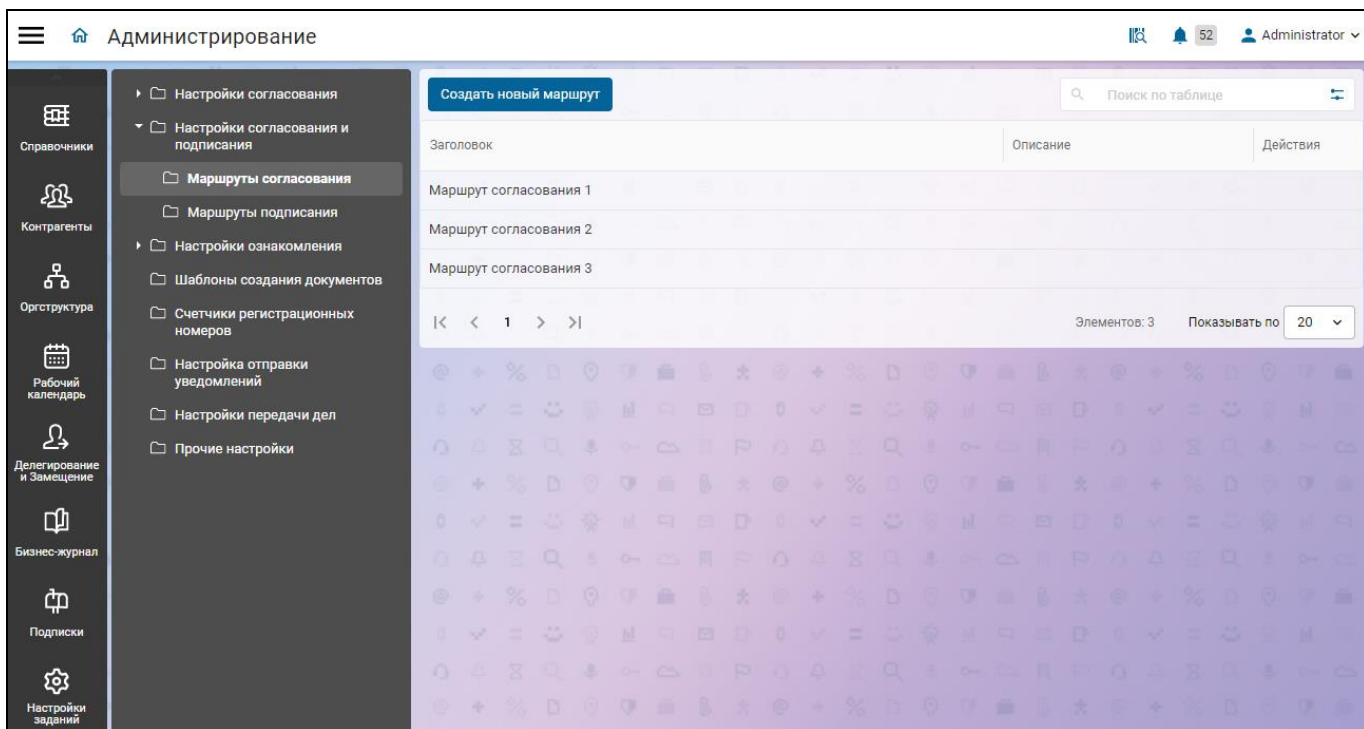 Администрирование
52
Administrator
Справочники
Контрагенты
Оргструктура
Рабочий
календарь
Делегирование
и Замещение
Бизнес-журнал
Подписки
Настройки
заданий
Настройки согласования
Настройки согласования и
подписания
Маршруты согласования
Маршруты подписания
Настройки ознакомления
Шаблоны создания документов
Счетчики регистрационных
номеров
Настройка отправки
уведомлений
Настройки передачи дел
Прочие настройки
Создать новый маршрут
Поиск по таблице
Заголовок Описание Действия
Маршрут согласования 1
Маршрут согласования 2
Маршрут согласования 3
1 Элементов: 3 Показывать по 20